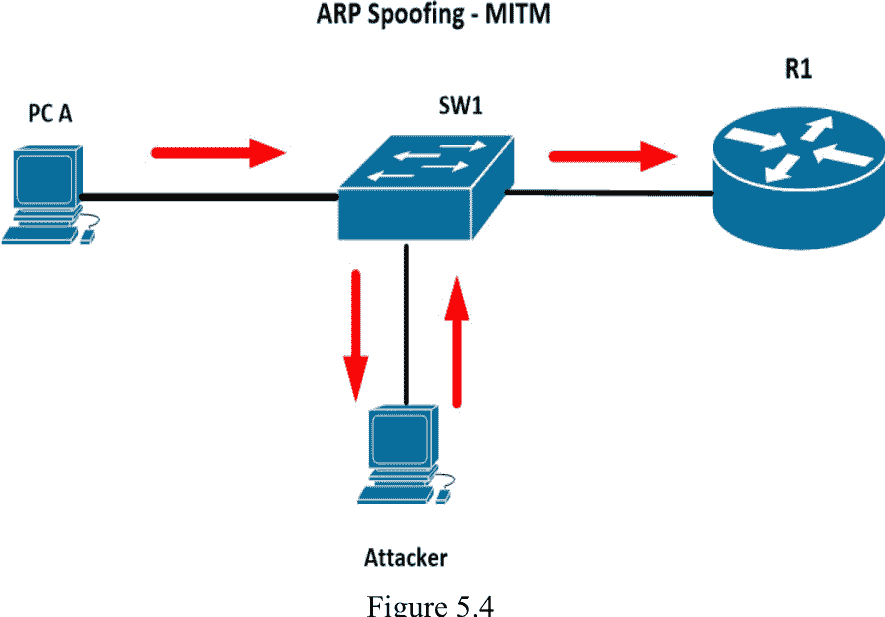 ARP Spoofing - MITM
R1
SW1
PC A
Attacker
Figure 5.4